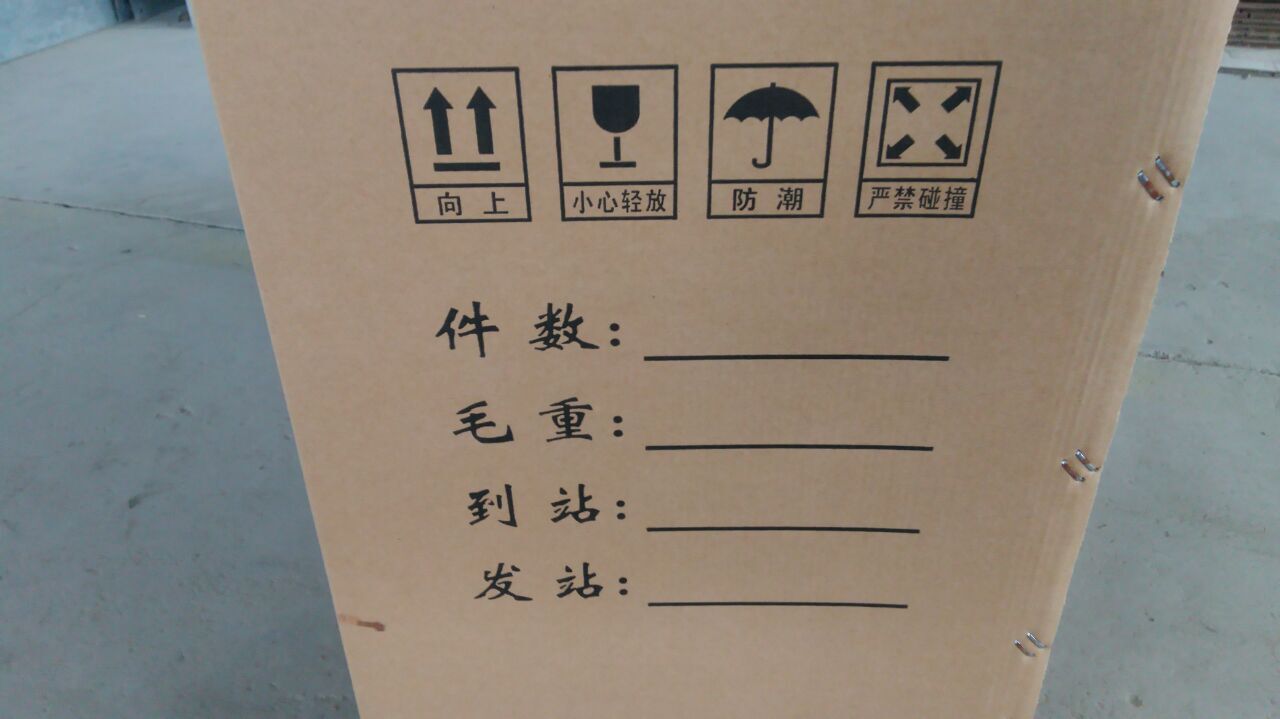 向上 小心轻放 防潮 严禁碰撞
件数：
毛重：
到站：
发站：